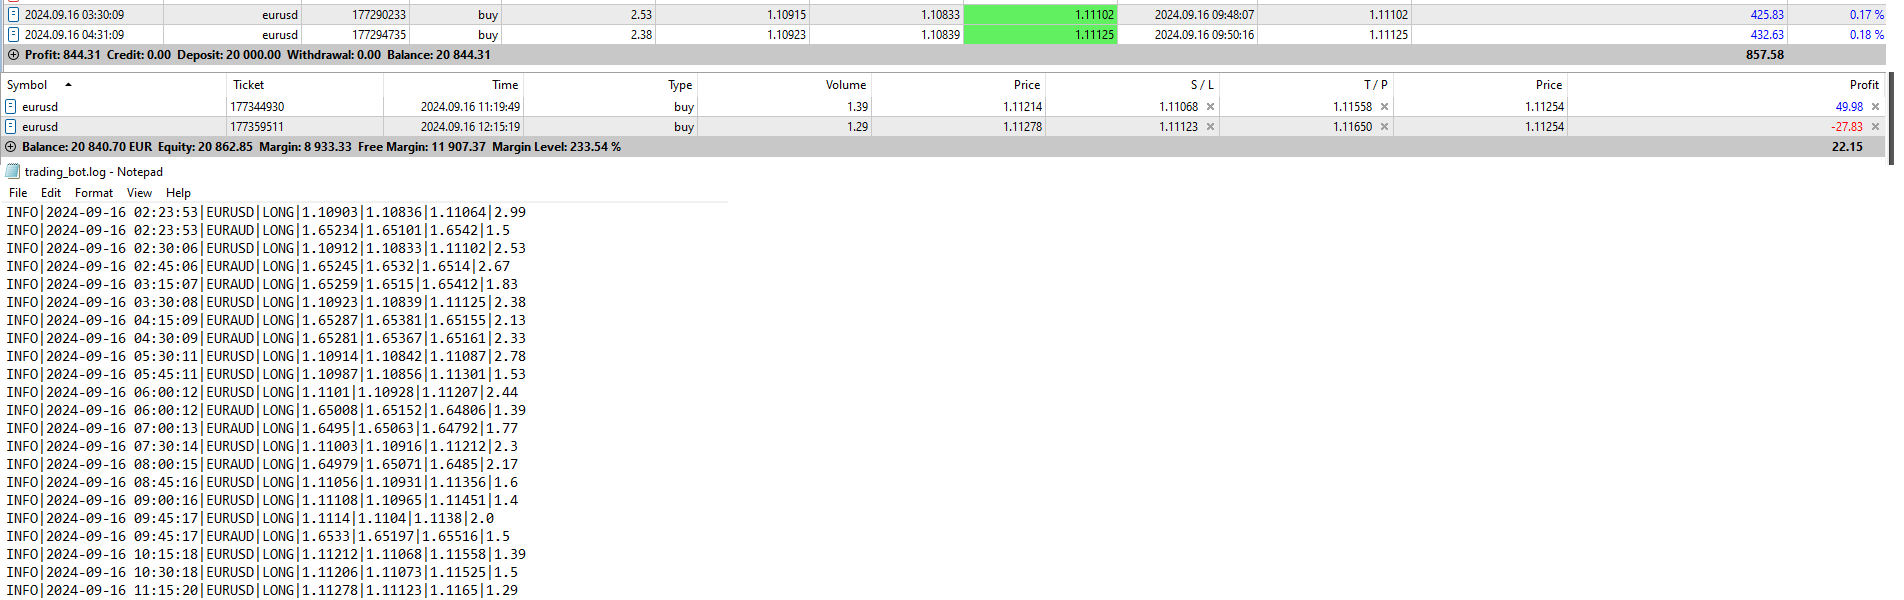 2024.09.16 03:30:09 eurusd 177290233 buy 2.53 1.10915 1.10833 1.11102 2024.09.16 09:48:07 1.11102 425.83 0.17 %
2024.09.16 04:31:09 eurusd 177294735 buy 2.38 1.10923 1.10839 1.11125 2024.09.16 09:50:16 1.11125 432.63 0.18 %
Profit: 844.31 Credit: 0.00 Deposit: 20 000.00 Withdrawal: 0.00 Balance: 20 844.31 857.58
Symbol Ticket Time Type Volume Price S / L T / P Price Profit
eurusd 177344930 2024.09.16 11:19:49 buy 1.39 1.11214 1.11068 1.11558 1.11254 49.98
eurusd 177359511 2024.09.16 12:15:19 buy 1.29 1.11278 1.11123 1.11650 1.11254 -27.83
Balance: 20 840.70 EUR Equity: 20 862.85 Margin: 8 933.33 Free Margin: 11 907.37 Margin Level: 233.54 % 22.15
trading_bot.log - Notepad
File Edit Format View Help
INFO|2024-09-16 02:23:53|EURUSD|LONG|1.10903|1.10836|1.11064|2.99
INFO|2024-09-16 02:23:53|EURAUD|LONG|1.65234|1.65101|1.6542|1.5
INFO|2024-09-16 02:30:06|EURUSD|LONG|1.10912|1.10833|1.11102|2.53
INFO|2024-09-16 02:45:06|EURAUD|LONG|1.65245|1.6532|1.6514|2.67
INFO|2024-09-16 03:15:07|EURAUD|LONG|1.65259|1.6515|1.65412|1.83
INFO|2024-09-16 03:30:08|EURUSD|LONG|1.10923|1.10839|1.11125|2.38
INFO|2024-09-16 04:15:09|EURAUD|LONG|1.65287|1.65381|1.65155|2.13
INFO|2024-09-16 04:30:09|EURAUD|LONG|1.65281|1.65367|1.65161|2.33
INFO|2024-09-16 05:30:11|EURUSD|LONG|1.10914|1.10842|1.11087|2.78
INFO|2024-09-16 05:45:11|EURUSD|LONG|1.10987|1.10856|1.11301|1.53
INFO|2024-09-16 06:00:12|EURUSD|LONG|1.1101|1.10928|1.11207|2.44
INFO|2024-09-16 06:00:12|EURAUD|LONG|1.65008|1.65152|1.64806|1.39
INFO|2024-09-16 07:00:13|EURAUD|LONG|1.6495|1.65063|1.64792|1.77
INFO|2024-09-16 07:30:14|EURUSD|LONG|1.11003|1.10916|1.11212|2.3
INFO|2024-09-16 08:00:15|EURAUD|LONG|1.64979|1.65071|1.6485|2.17
INFO|2024-09-16 08:45:16|EURUSD|LONG|1.11056|1.10931|1.11356|1.6
INFO|2024-09-16 09:00:16|EURUSD|LONG|1.11108|1.10965|1.11451|1.4
INFO|2024-09-16 09:45:17|EURUSD|LONG|1.1114|1.1104|1.1138|2.0
INFO|2024-09-16 09:45:17|EURAUD|LONG|1.6533|1.65197|1.65516|1.5
INFO|2024-09-16 10:15:18|EURUSD|LONG|1.11212|1.11068|1.11558|1.39
INFO|2024-09-16 10:30:18|EURUSD|LONG|1.11206|1.11073|1.11525|1.5
INFO|2024-09-16 11:15:20|EURUSD|LONG|1.11278|1.11123|1.1165|1.29